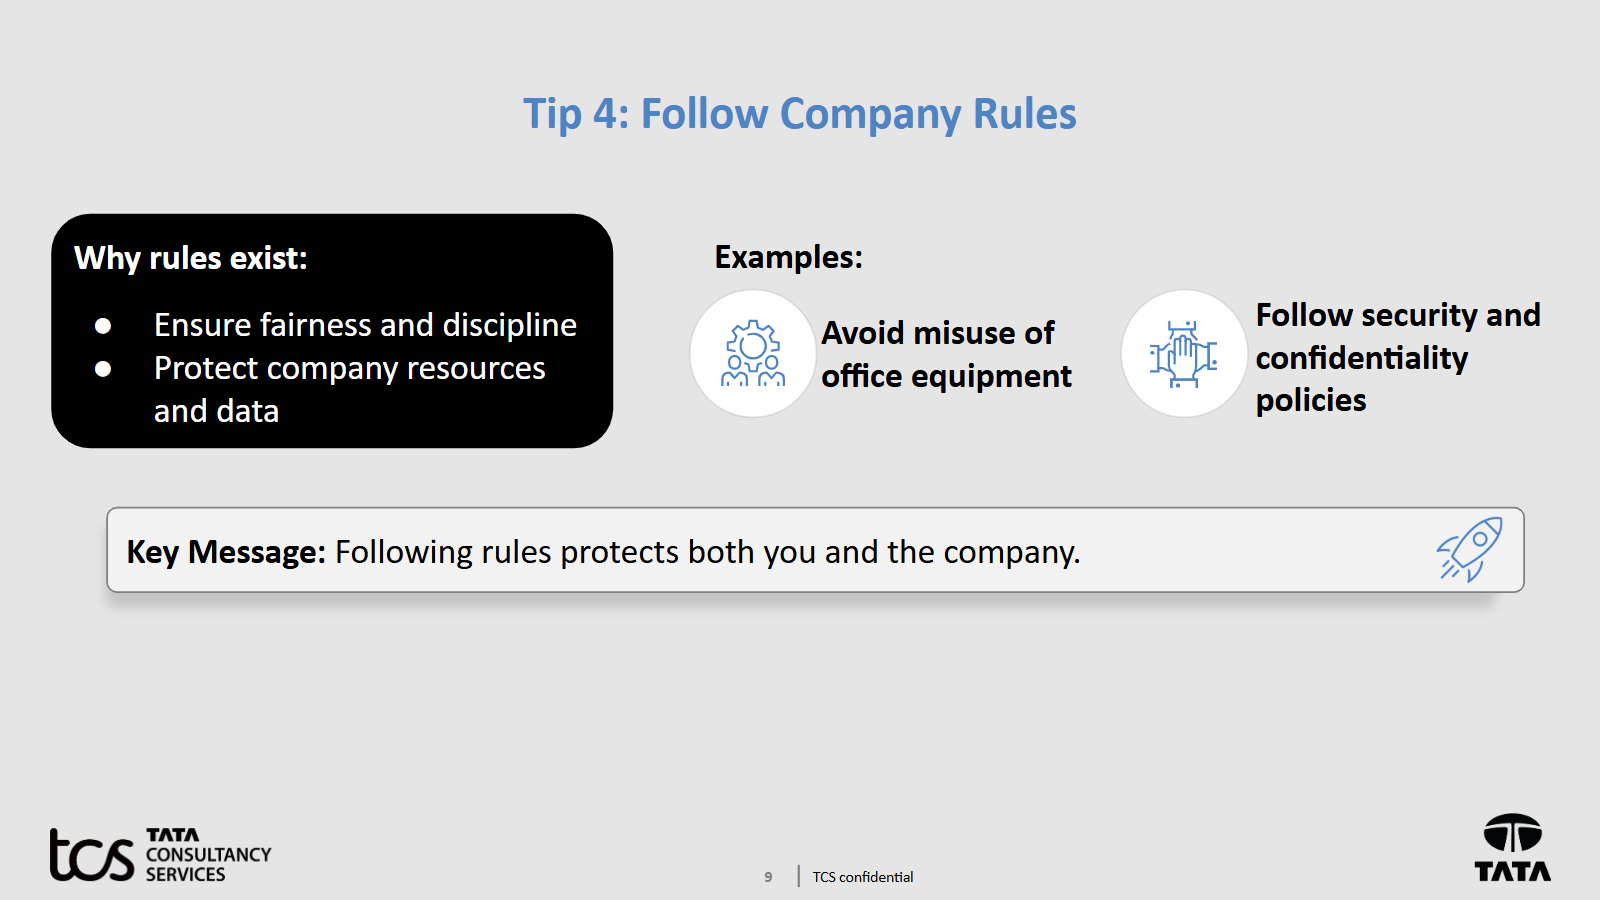 Tip 4: Follow Company Rules
Why rules exist:
● Ensure fairness and discipline
● Protect company resources
and data
Examples:
Avoid misuse of
office equipment
Follow security and
confidentiality
policies
Key Message: Following rules protects both you and the company.
tcs
TATA
CONSULTANCY
SERVICES
9
TCS confidential
TATA